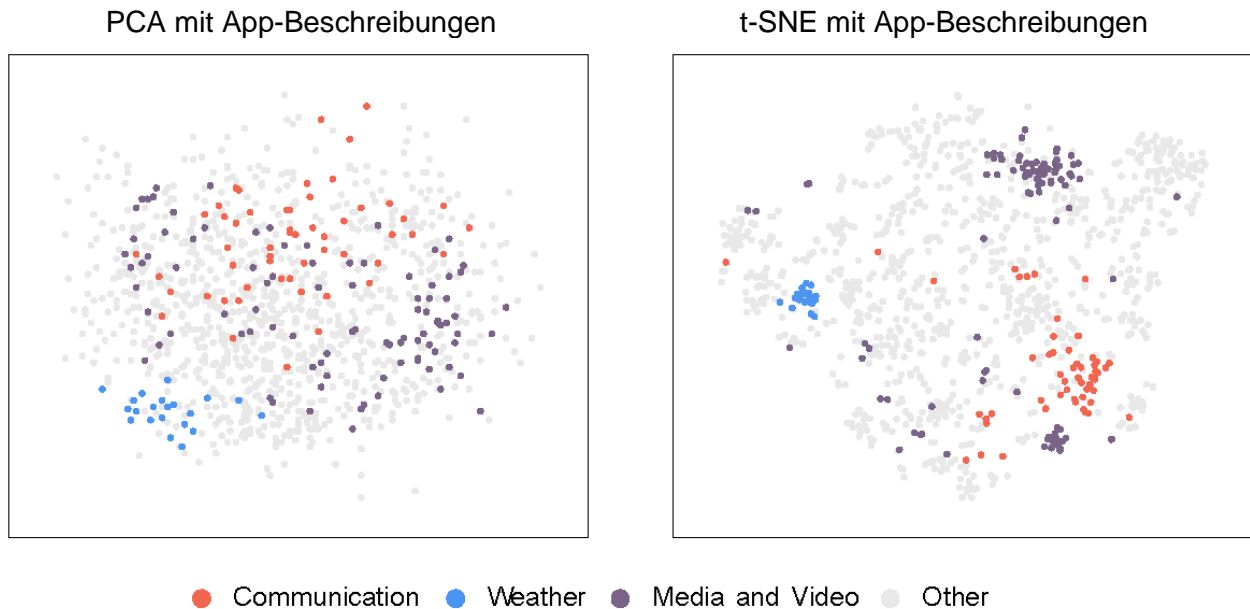 PCA mit App-Beschreibungen
t-SNE mit App-Beschreibungen
Communication Weather Media and Video Other